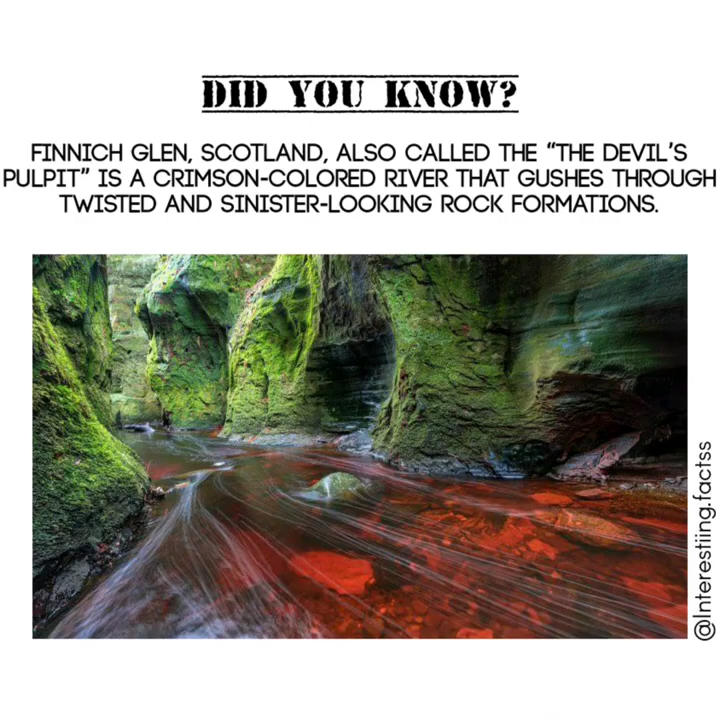 DID YOU KNOW?
FINNICH GLEN, SCOTLAND, ALSO CALLED THE "THE DEVIL'S
PULPIT" IS A CRIMSON-COLORED RIVER THAT GUSHES THROUGH
TWISTED AND SINISTER-LOOKING ROCK FORMATIONS.
@Interestiing.factss